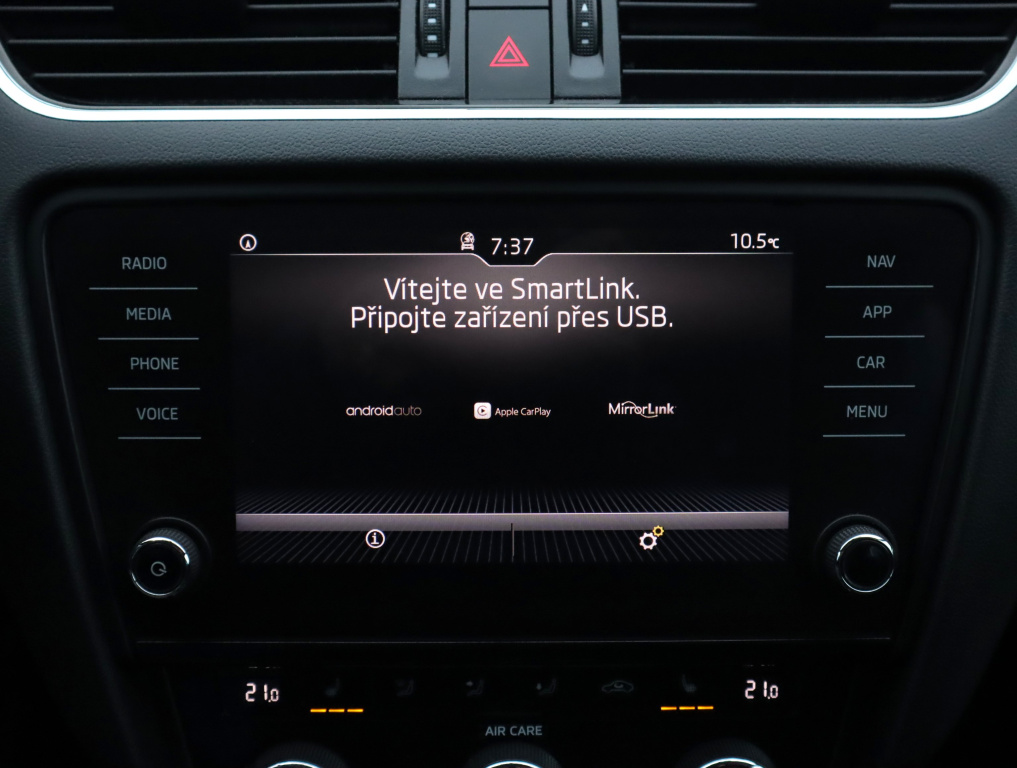 7:37
10.5°C
RADIO
NAV
Vítejte ve SmartLink.
Připojte zařízení přes USB.
MEDIA
APP
PHONE
CAR
VOICE
androidauto
Apple CarPlay
MirrorLink
MENU
21.0
21.0
AIR CARE